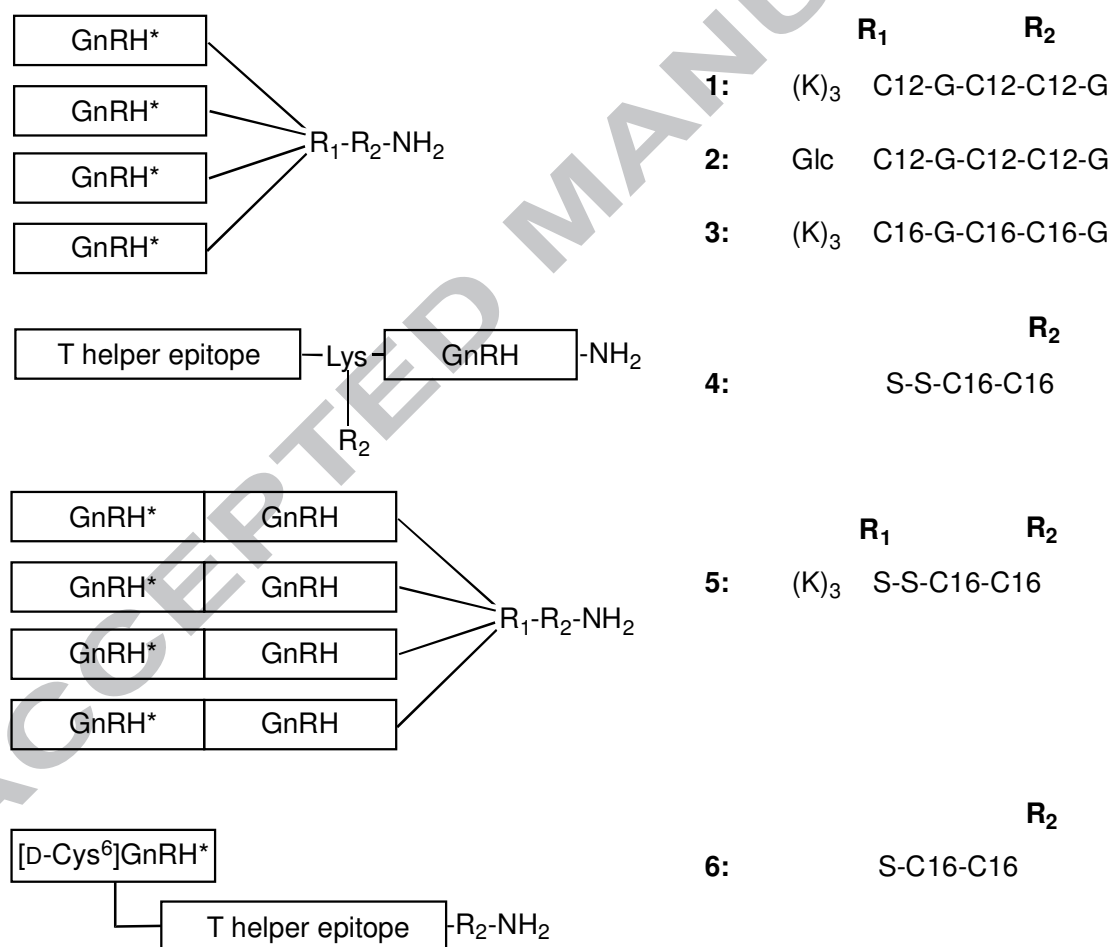 R₁ R₂
GnRH*
GnRH*
GnRH*
GnRH*
R₁-R₂-NH₂
1: (K)₃ C12-G-C12-C12-G
2: Glc C12-G-C12-C12-G
3: (K)₃ C16-G-C16-C16-G
T helper epitope -Lys- GnRH -NH₂
R₂
R₂
4: S-S-C16-C16
GnRH* GnRH
GnRH* GnRH
GnRH* GnRH
GnRH* GnRH
R₁-R₂-NH₂
R₁ R₂
5: (K)₃ S-S-C16-C16
[D-Cys⁶]GnRH*
T helper epitope -R₂-NH₂
R₂
6: S-C16-C16
ACCEPTED MANU